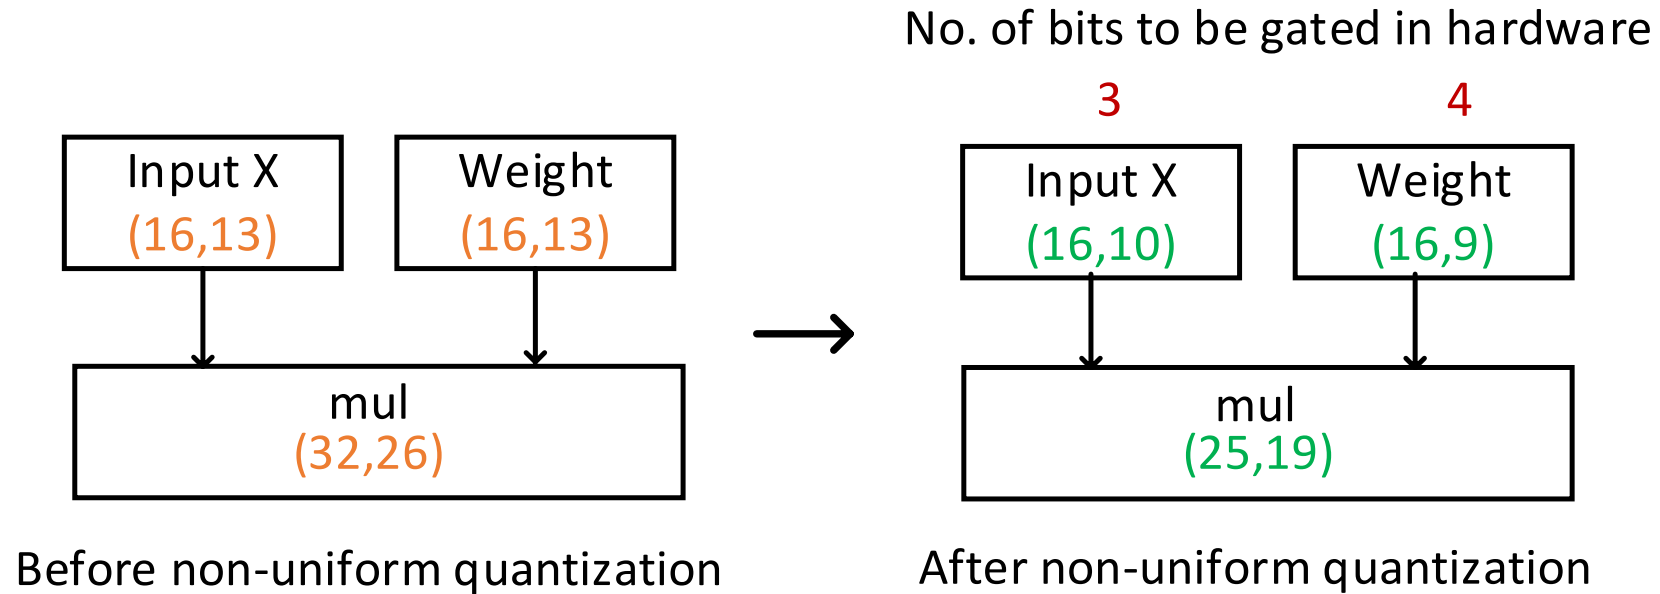 No. of bits to be gated in hardware
3
4
Input X
(16,13)
Weight
(16,13)
mul
(32,26)
Before non-uniform quantization
Input X
(16,10)
Weight
(16,9)
mul
(25,19)
After non-uniform quantization